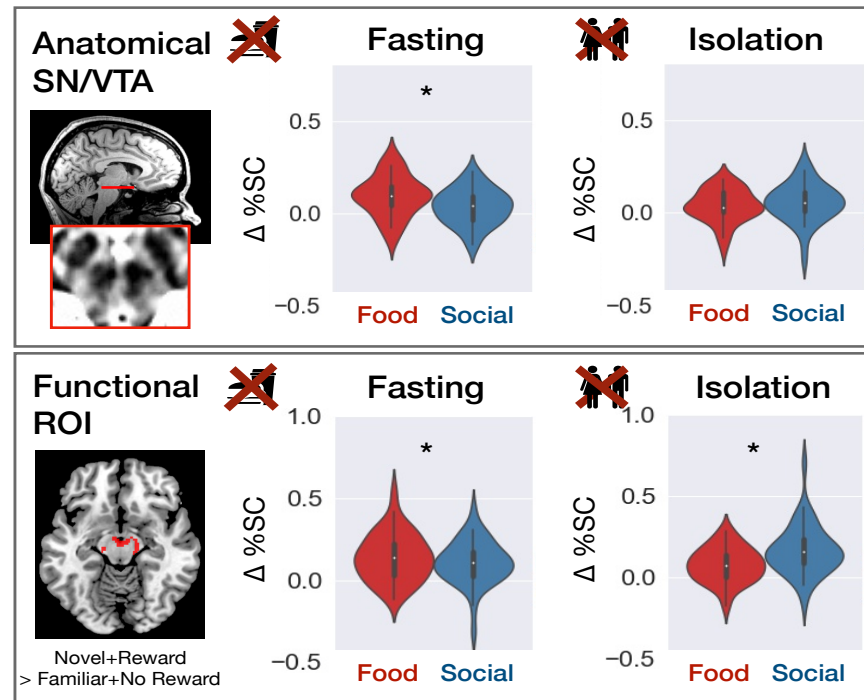 Anatomical
SN/VTA
Fasting
*
0.5
0.0
−0.5
Δ %SC
Food Social
Isolation
0.5
0.0
−0.5
Δ %SC
Food Social
Functional
ROI
Novel+Reward
> Familiar+No Reward
Fasting
1.0
*
0.5
0.0
−0.5
Δ %SC
Food Social
Isolation
1.0
*
0.5
0.0
−0.5
Δ %SC
Food Social